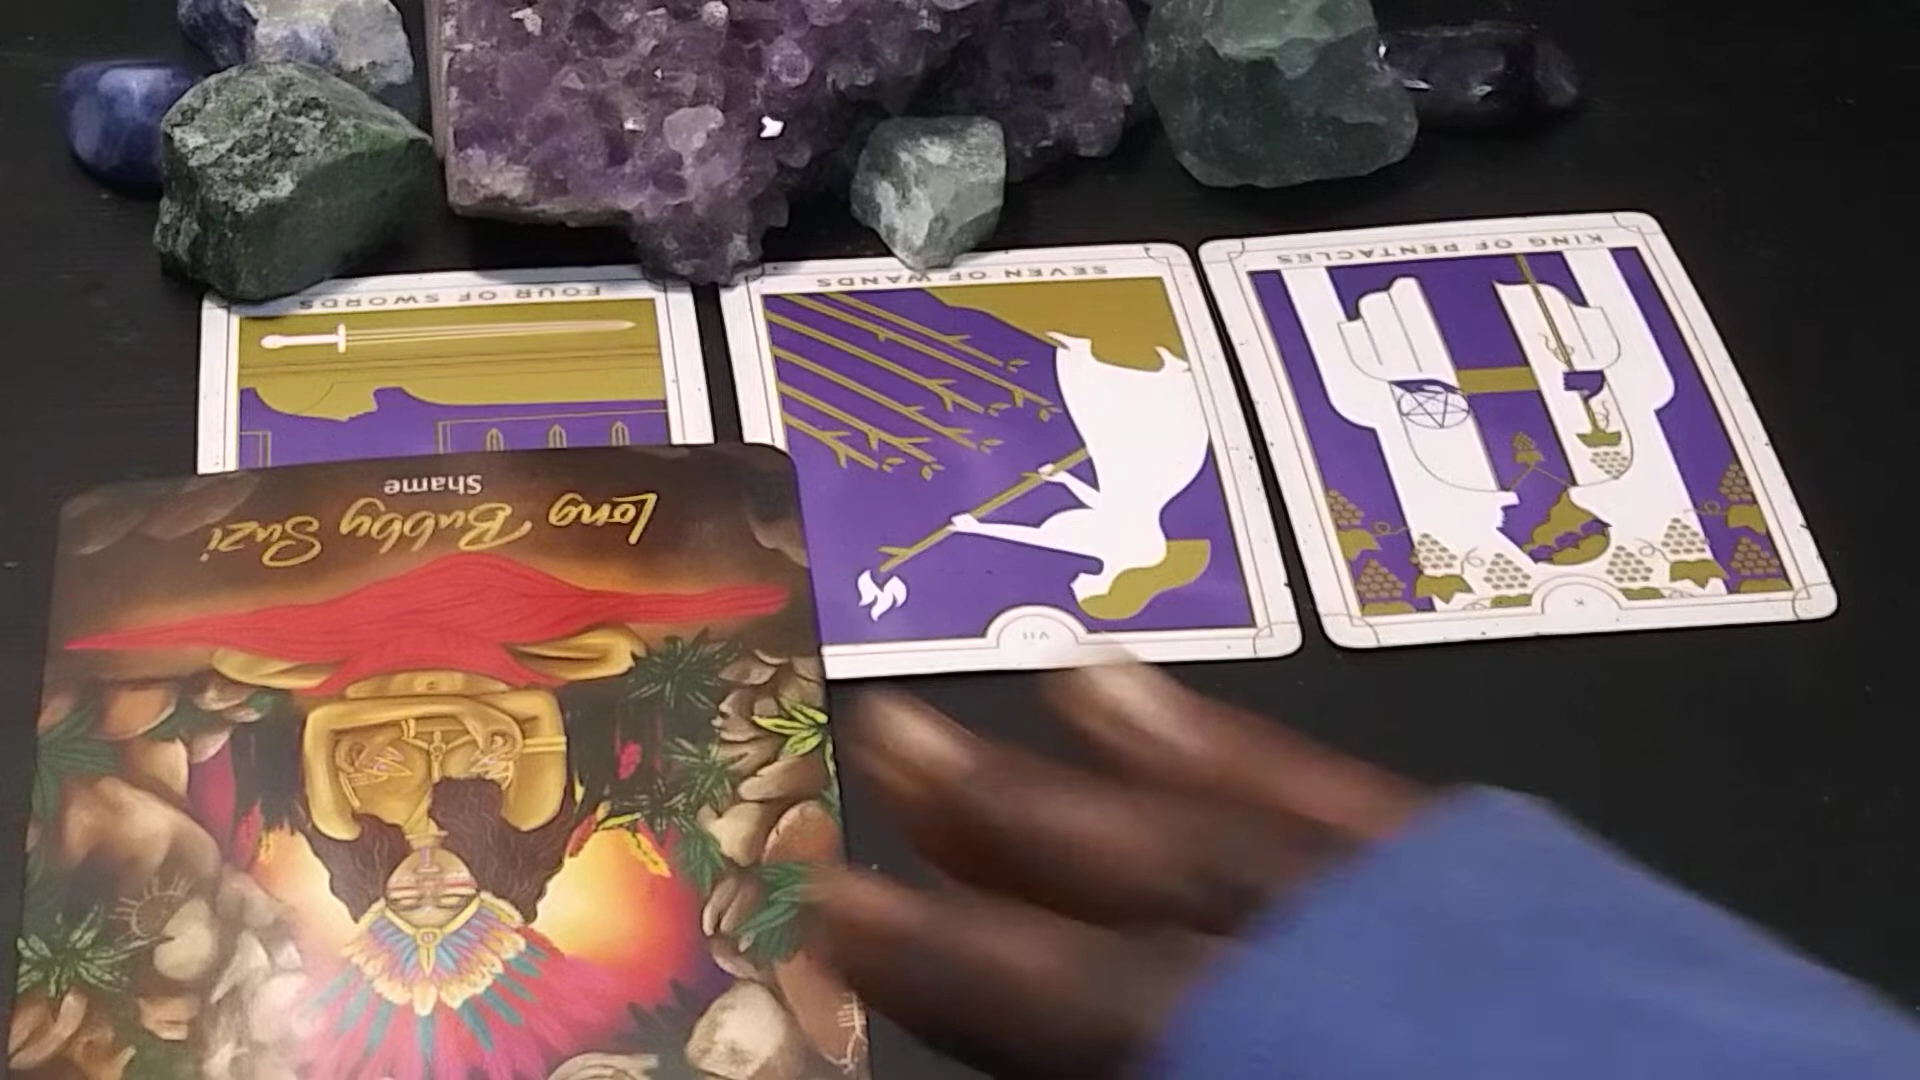 FOUR OF SWORDS
SEVEN OF WANDS
KING OF PENTACLES
Long Bubby Suzi
Shame
VII
X